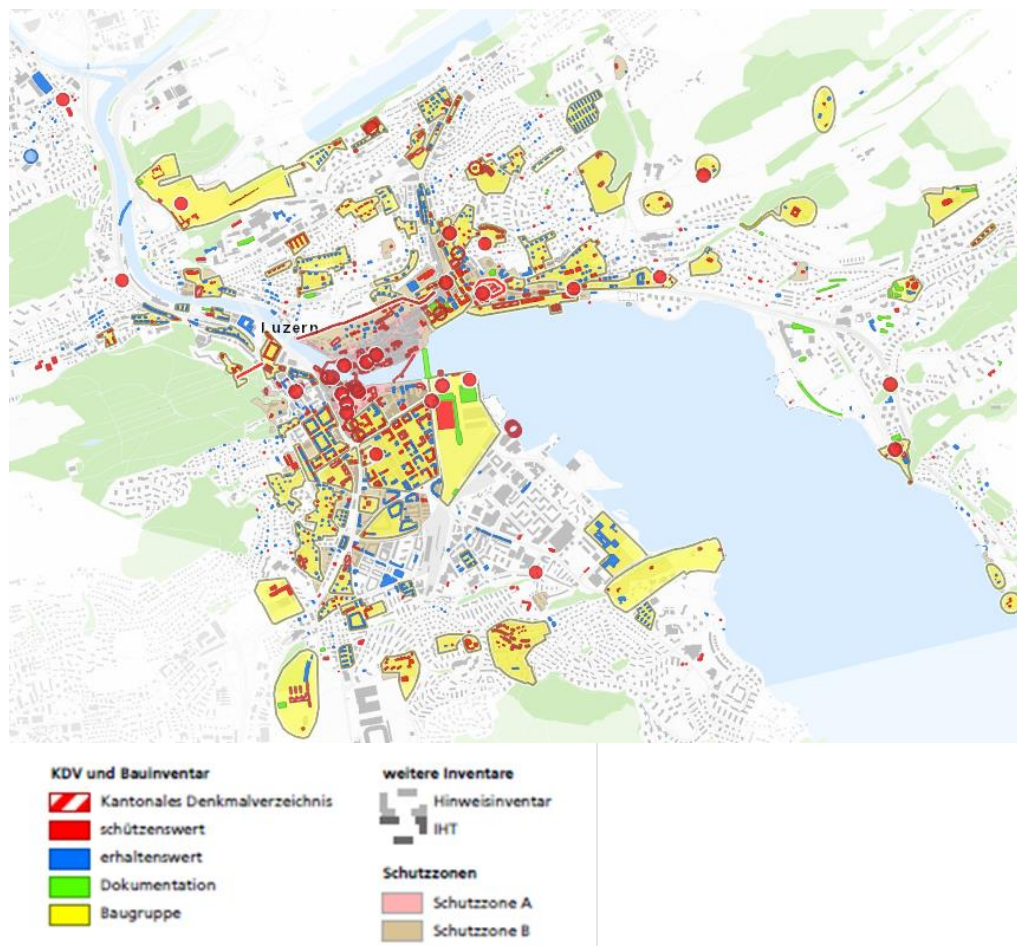 Luzern
KDV und Bauinventar
Kantonales Denkmalverzeichnis
schützenswert
erhaltenswert
Dokumentation
Baugruppe
weitere Inventare
Hinweisinventar
IHT
Schutzzonen
Schutzzone A
Schutzzone B